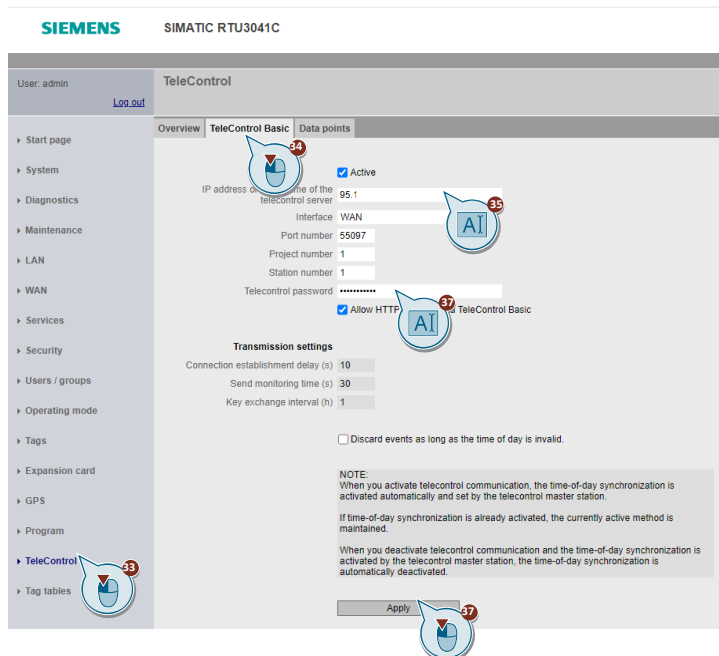 SIEMENS SIMATIC RTU3041C
User: admin
Log out
TeleControl
Start page
System
Diagnostics
Maintenance
LAN
WAN
Services
Security
Users / groups
Operating mode
Tags
Expansion card
GPS
Program
TeleControl
33
Tag tables
Overview TeleControl Basic Data points
34
Active
IP address of the
telecontrol server 95.1
35
AI
Interface WAN
Port number 55097
Project number 1
Station number 1
Telecontrol password •••••••••••
37
Allow HTTP TeleControl Basic
AI
Transmission settings
Connection establishment delay (s) 10
Send monitoring time (s) 30
Key exchange interval (h) 1
Discard events as long as the time of day is invalid.
NOTE:
When you activate telecontrol communication, the time-of-day synchronization is
activated automatically and set by the telecontrol master station.
If time-of-day synchronization is already activated, the currently active method is
maintained.
When you deactivate telecontrol communication and the time-of-day synchronization is
activated by the telecontrol master station, the time-of-day synchronization is
automatically deactivated.
Apply
37